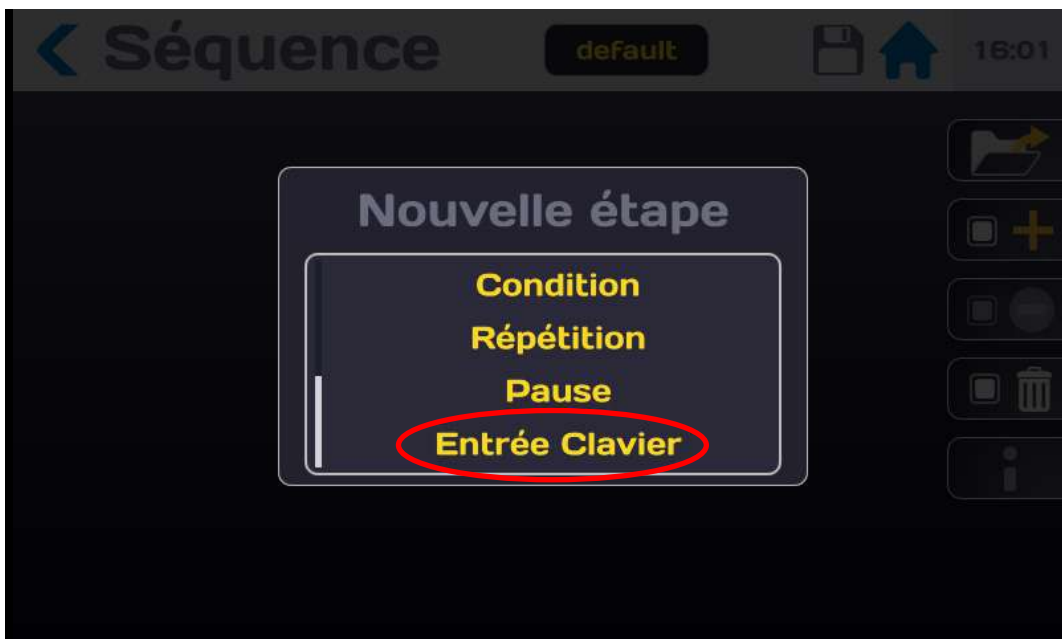 Séquence default 16:01
Nouvelle étape
Condition
Répétition
Pause
Entrée Clavier